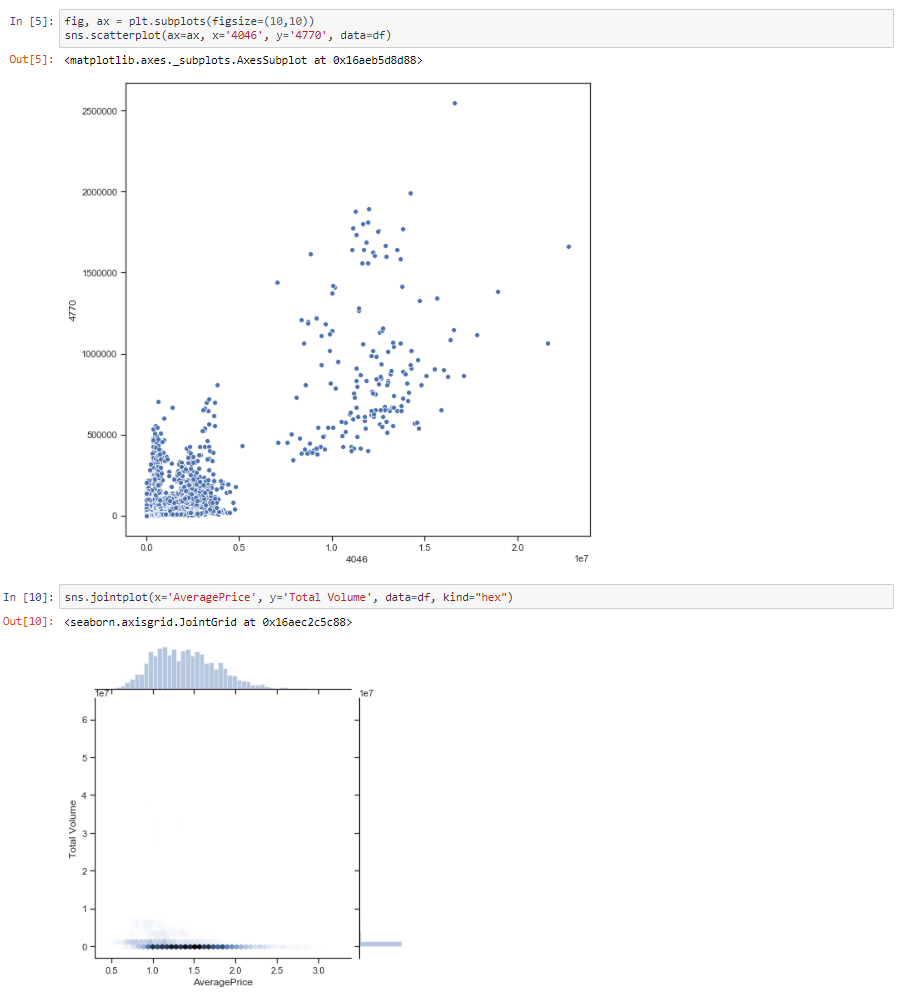 In [5]: fig, ax = plt.subplots(figsize=(10,10))
sns.scatterplot(ax=ax, x='4046', y='4770', data=df)
Out[5]: <matplotlib.axes._subplots.AxesSubplot at 0x16aeb5d8d88>
2500000
2000000
1500000
4770
1000000
500000
0
0.0 0.5 1.0 1.5 2.0
4046
1e7
In [10]: sns.jointplot(x='AveragePrice', y='Total Volume', data=df, kind="hex")
Out[10]: <seaborn.axisgrid.JointGrid at 0x16aec2c5c88>
1e7 1e7
6
5
4
Total Volume
3
2
1
0
0.5 1.0 1.5 2.0 2.5 3.0
AveragePrice